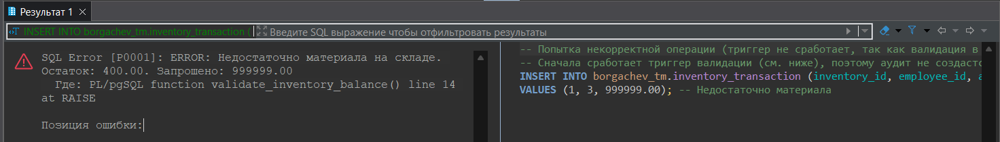 Результат 1
INSERT INTO borgachev_tm.inventory_transaction (
Введите SQL выражение чтобы отфильтровать результаты
SQL Error [P0001]: ERROR: Недостаточно материала на складе.
Остаток: 400.00. Запрошено: 999999.00
Где: PL/pgSQL function validate_inventory_balance() line 14
at RAISE
Позиция ошибки:
-- Попытка некорректной операции (триггер не сработает, так как валидация в
-- Сначала сработает триггер валидации (см. ниже), поэтому аудит не создастс
INSERT INTO borgachev_tm.inventory_transaction (inventory_id, employee_id, a
VALUES (1, 3, 999999.00); -- Недостаточно материала